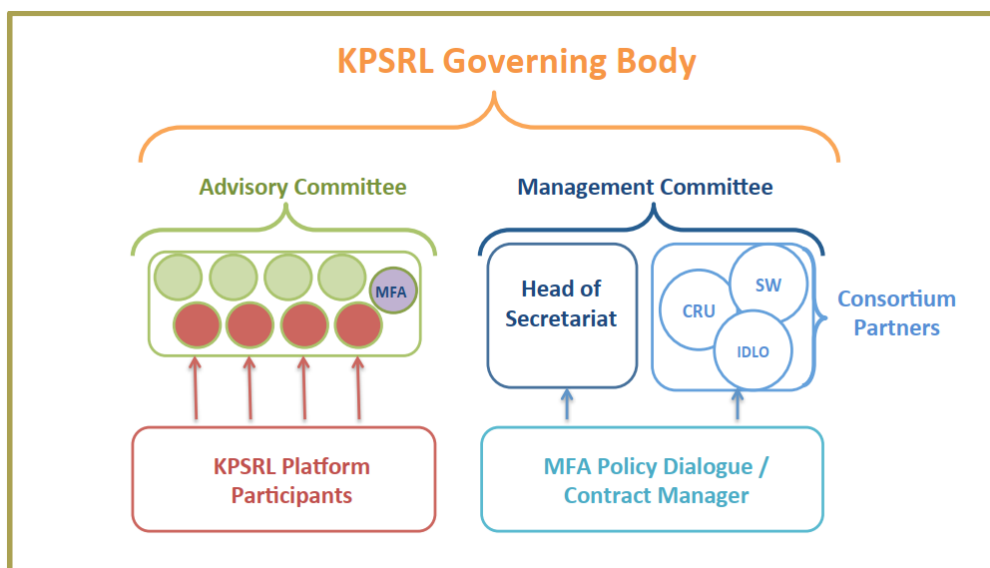 KPSRL Governing Body
Advisory Committee
Management Committee
MFA
Head of
Secretariat
CRU
SW
IDLO
Consortium
Partners
KPSRL Platform
Participants
MFA Policy Dialogue /
Contract Manager